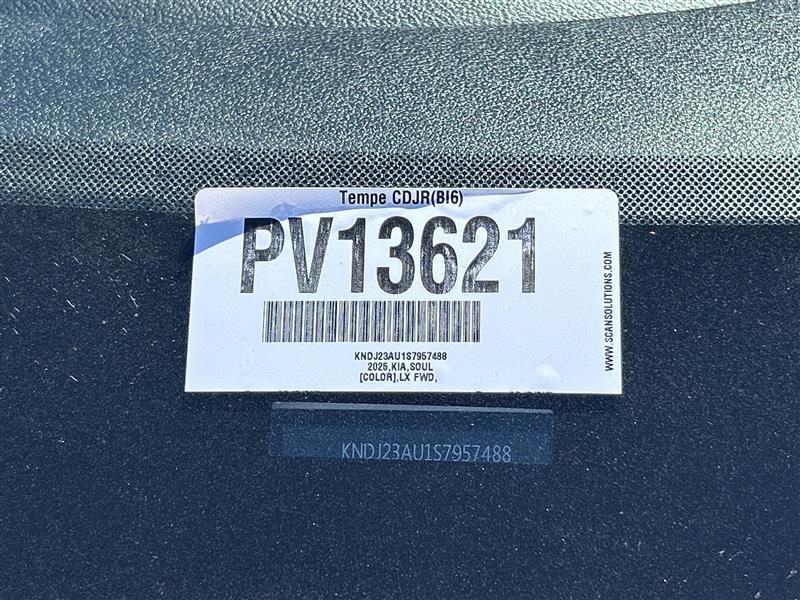 Tempe CDJR(BI6)
PV13621
KNDJ23AU1S7957488
2025,KIA,SOUL
[COLOR],LX FWD,
WWW.SCANSOLUTIONS.COM
KNDJ23AU1S7957488